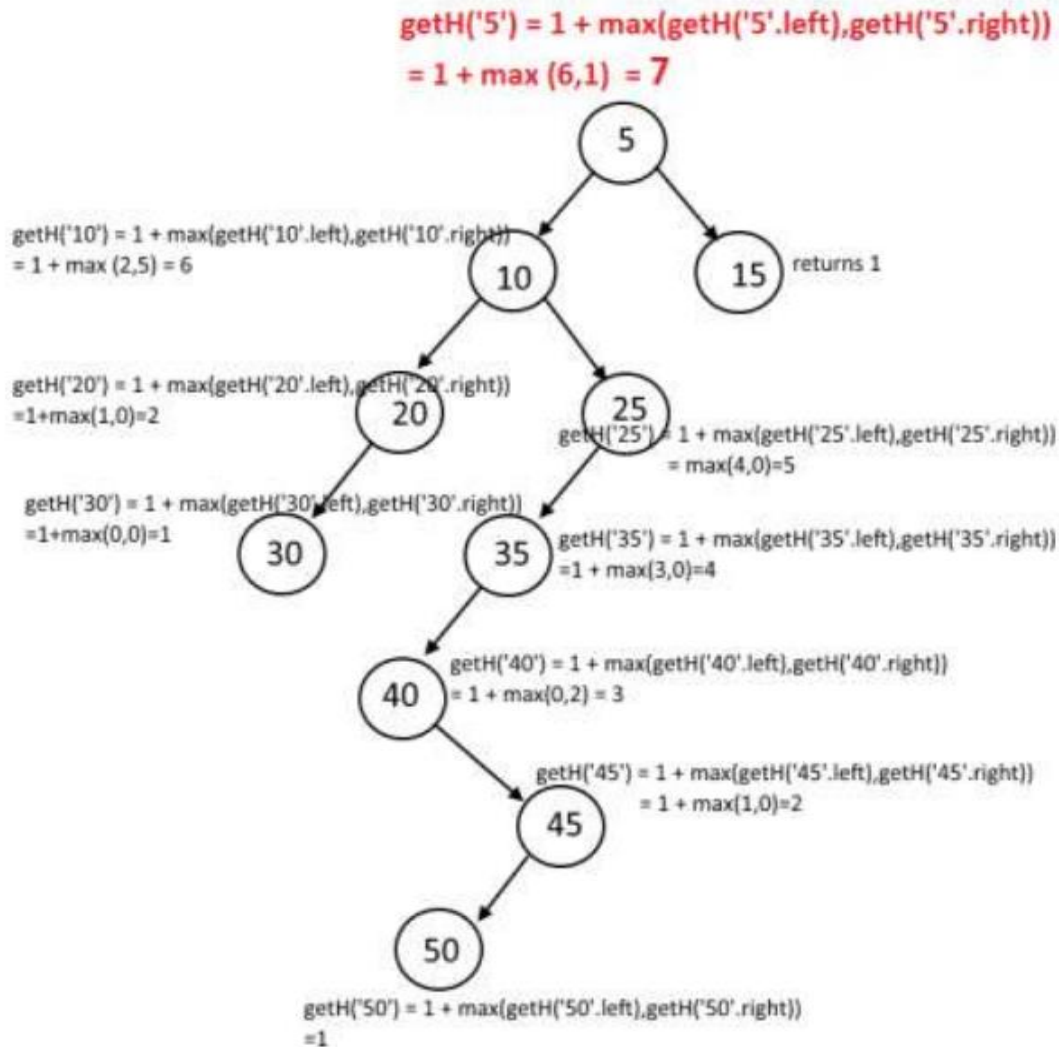 getH('5') = 1 + max(getH('5'.left),getH('5'.right))
= 1 + max (6,1) = 7
5
getH('10') = 1 + max(getH('10'.left),getH('10'.right))
= 1 + max (2,5) = 6
10
15
returns 1
getH('20') = 1 + max(getH('20'.left),getH('20'.right))
=1+max(1,0)=2
20
25
getH('25') = 1 + max(getH('25'.left),getH('25'.right))
= max(4,0)=5
getH('30') = 1 + max(getH('30'.left),getH('30'.right))
=1+max(0,0)=1
30
35
getH('35') = 1 + max(getH('35'.left),getH('35'.right))
=1 + max(3,0)=4
40
getH('40') = 1 + max(getH('40'.left),getH('40'.right))
= 1 + max(0,2) = 3
getH('45') = 1 + max(getH('45'.left),getH('45'.right))
= 1 + max(1,0)=2
45
50
getH('50') = 1 + max(getH('50'.left),getH('50'.right))
=1